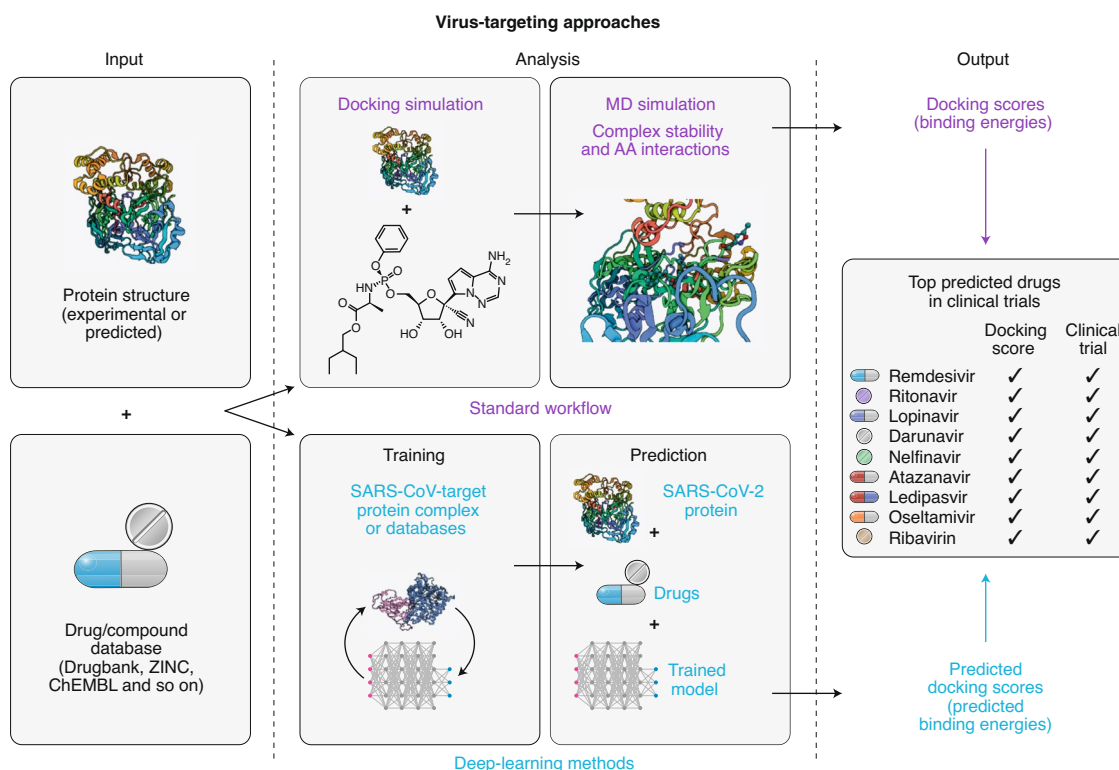 Virus-targeting approaches
Input
Analysis
Output
Protein structure
(experimental or
predicted)
+
Drug/compound
database
(Drugbank, ZINC,
ChEMBL and so on)
Docking simulation
+
O
O
P
O
HN
O
O
O
O
HO
OH
N
N
N
N
NH2
MD simulation
Complex stability
and AA interactions
Standard workflow
Training
SARS-CoV-target
protein complex
or databases
Prediction
SARS-CoV-2
protein
+
Drugs
+
Trained
model
Deep-learning methods
Docking scores
(binding energies)
Top predicted drugs
in clinical trials
Docking
score
Clinical
trial
Remdesivir ✓ ✓
Ritonavir ✓ ✓
Lopinavir ✓ ✓
Darunavir ✓ ✓
Nelfinavir ✓ ✓
Atazanavir ✓ ✓
Ledipasvir ✓ ✓
Oseltamivir ✓ ✓
Ribavirin ✓ ✓
Predicted
docking scores
(predicted
binding energies)